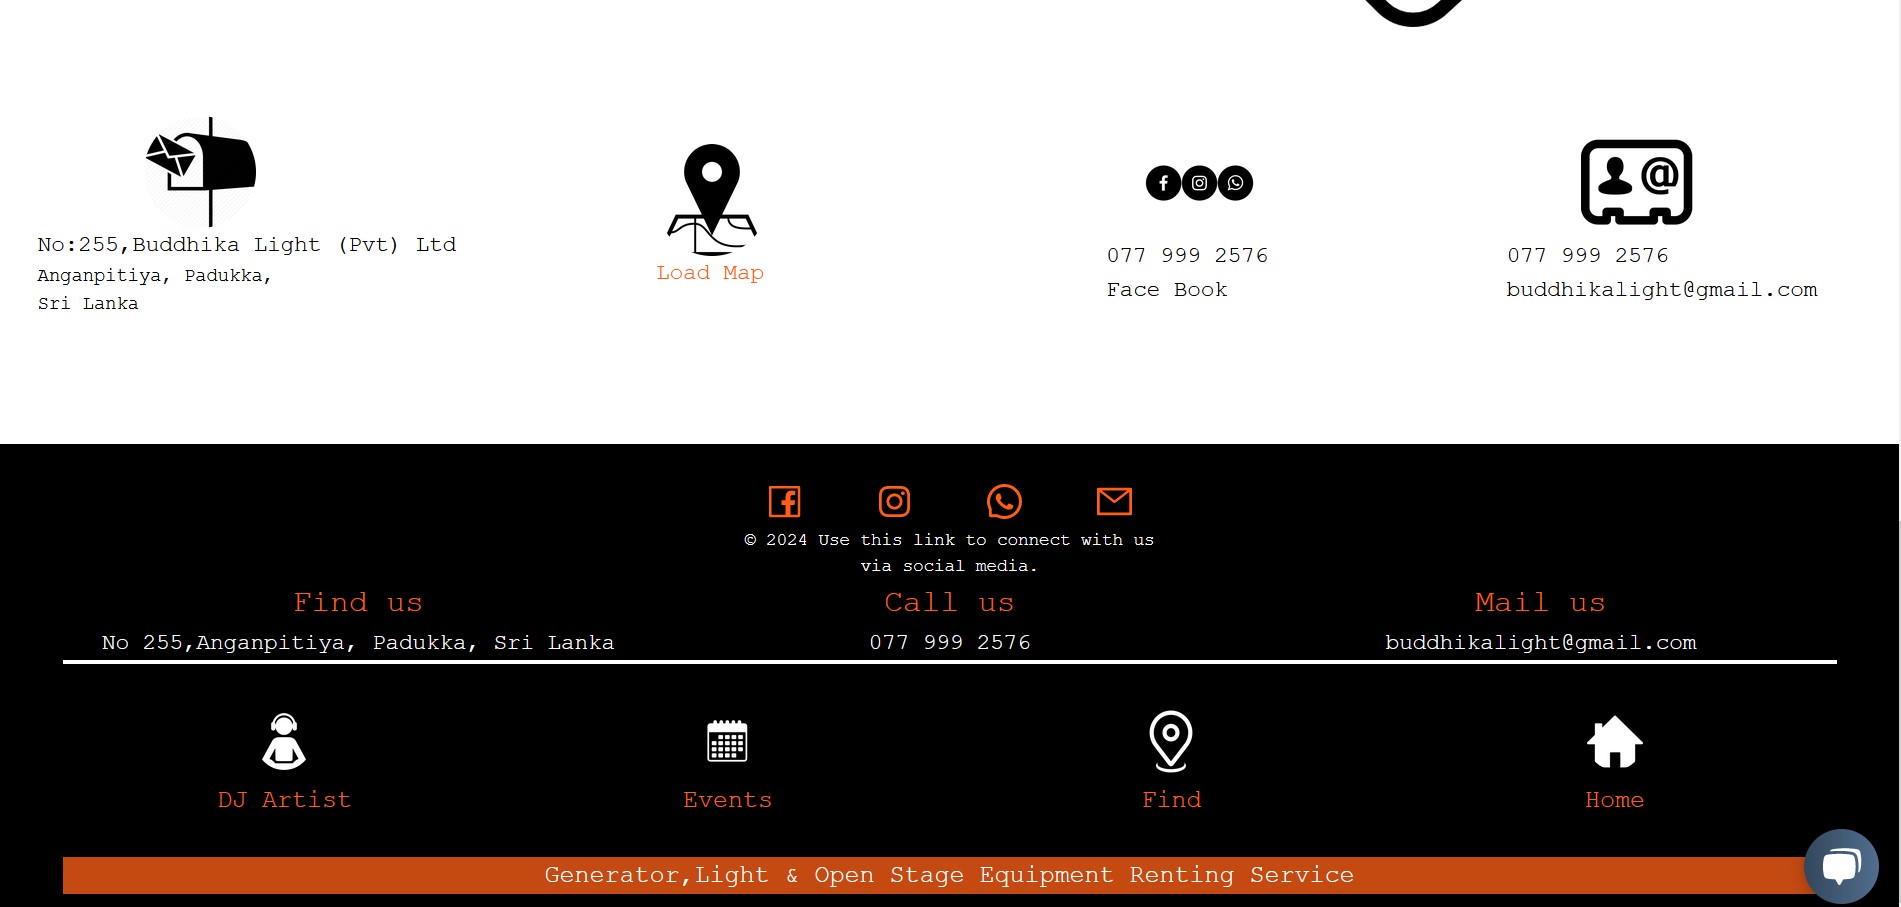 No:255,Buddhika Light (Pvt) Ltd
Anganpitiya, Padukka,
Sri Lanka
Load Map
077 999 2576
Face Book
@
077 999 2576
buddhikalight@gmail.com
© 2024 Use this link to connect with us
via social media.
Find us
No 255,Anganpitiya, Padukka, Sri Lanka
Call us
077 999 2576
Mail us
buddhikalight@gmail.com
DJ Artist
Events
Find
Home
Generator,Light & Open Stage Equipment Renting Service